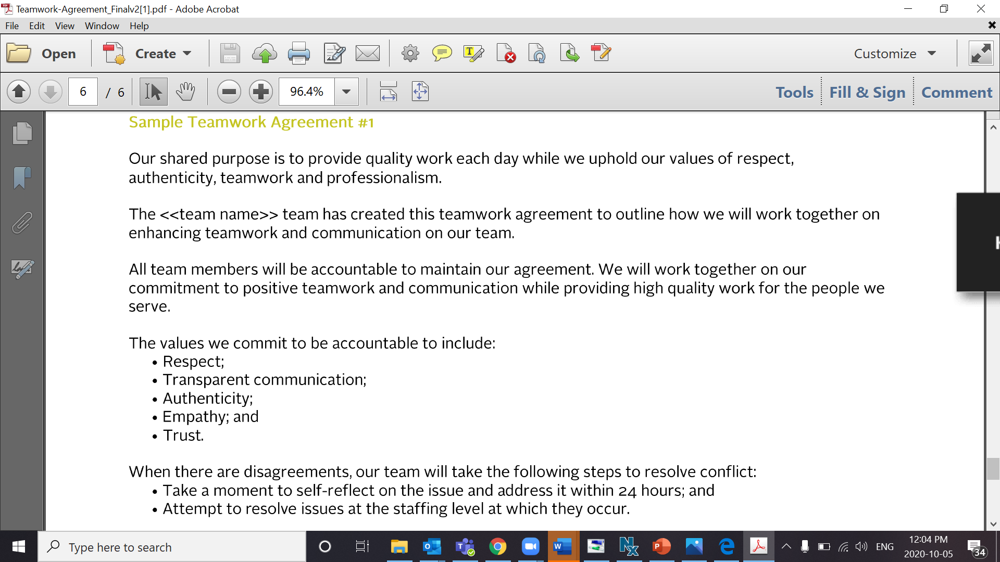 Teamwork-Agreement_Finalv2[1].pdf - Adobe Acrobat
File Edit View Window Help
Open Create Customize
6 / 6 96.4% Tools Fill & Sign Comment
Sample Teamwork Agreement #1
Our shared purpose is to provide quality work each day while we uphold our values of respect,
authenticity, teamwork and professionalism.
The <<team name>> team has created this teamwork agreement to outline how we will work together on
enhancing teamwork and communication on our team.
All team members will be accountable to maintain our agreement. We will work together on our
commitment to positive teamwork and communication while providing high quality work for the people we
serve.
The values we commit to be accountable to include:
• Respect;
• Transparent communication;
• Authenticity;
• Empathy; and
• Trust.
When there are disagreements, our team will take the following steps to resolve conflict:
• Take a moment to self-reflect on the issue and address it within 24 hours; and
• Attempt to resolve issues at the staffing level at which they occur.
Type here to search
ENG
12:04 PM
2020-10-05
34